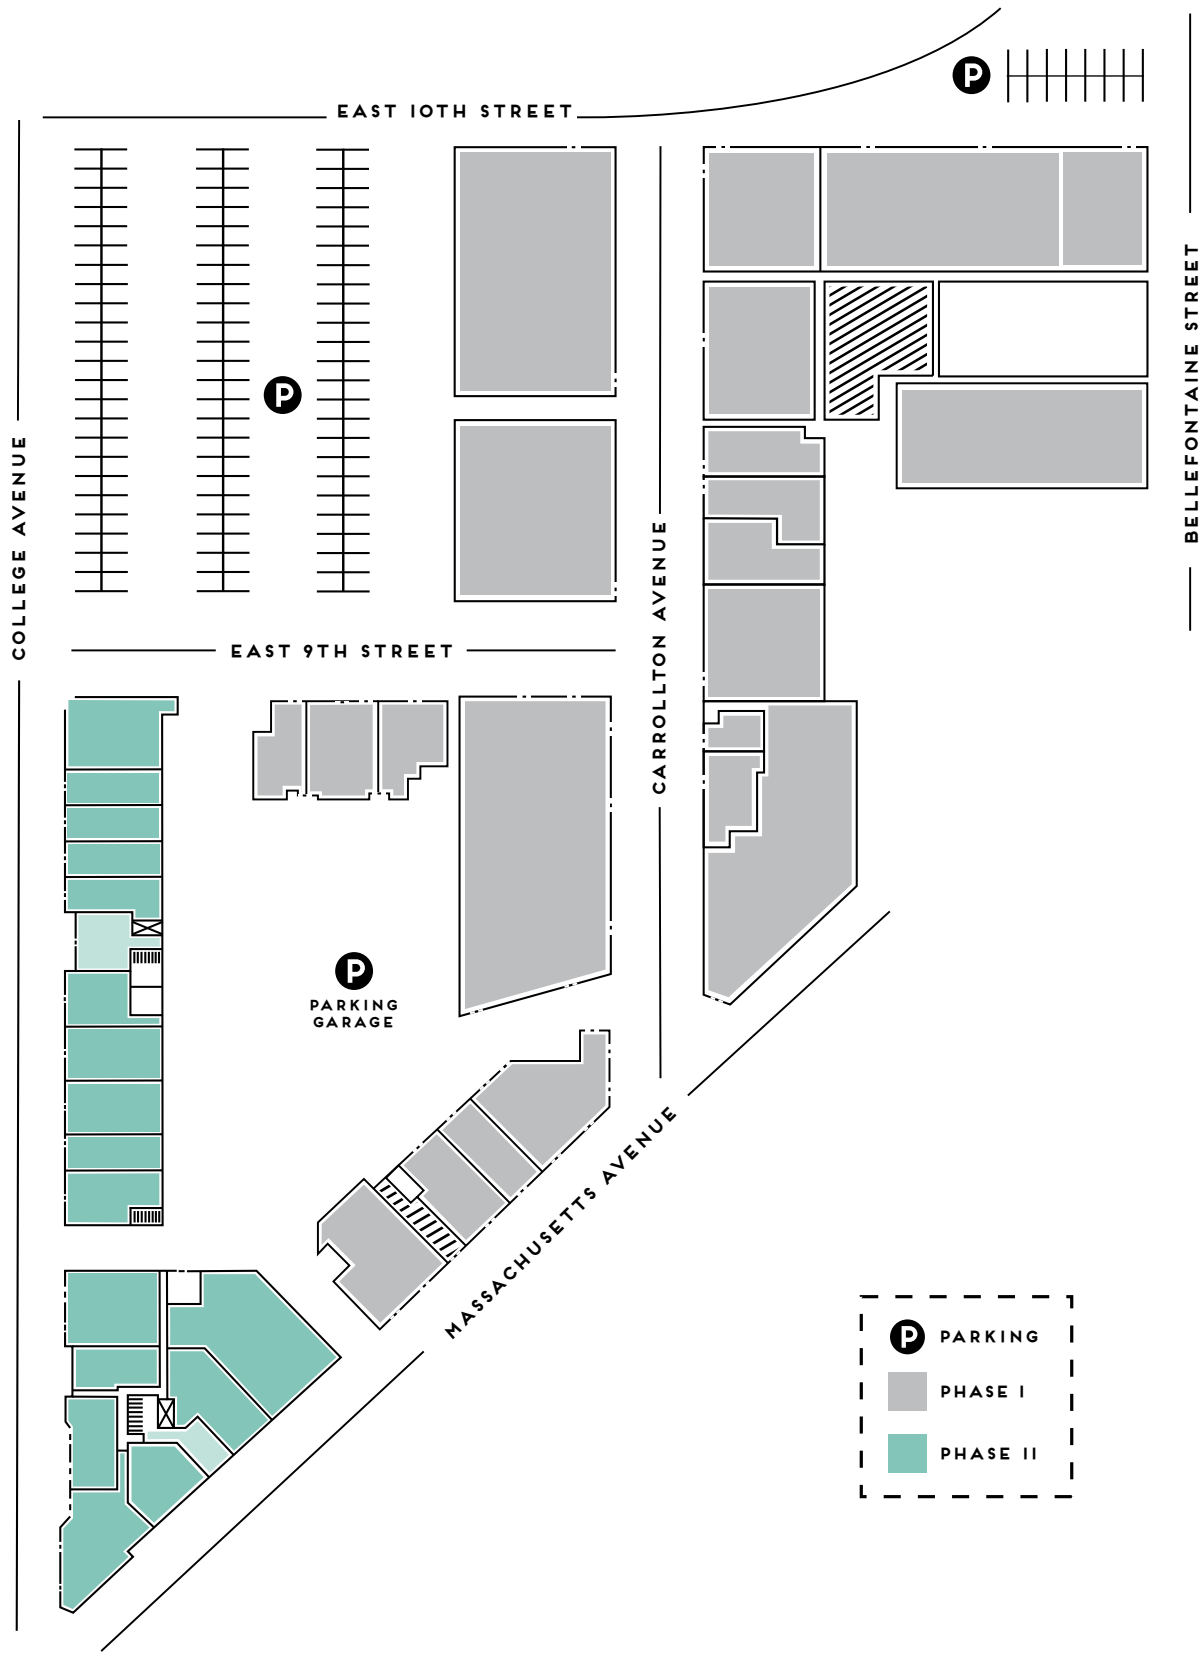 P
EAST 10TH STREET
P
COLLEGE AVENUE
CARROLLTON AVENUE
BELLEFONTAINE STREET
EAST 9TH STREET
P
PARKING
GARAGE
MASSACHUSETTS AVENUE
P PARKING
PHASE I
PHASE II